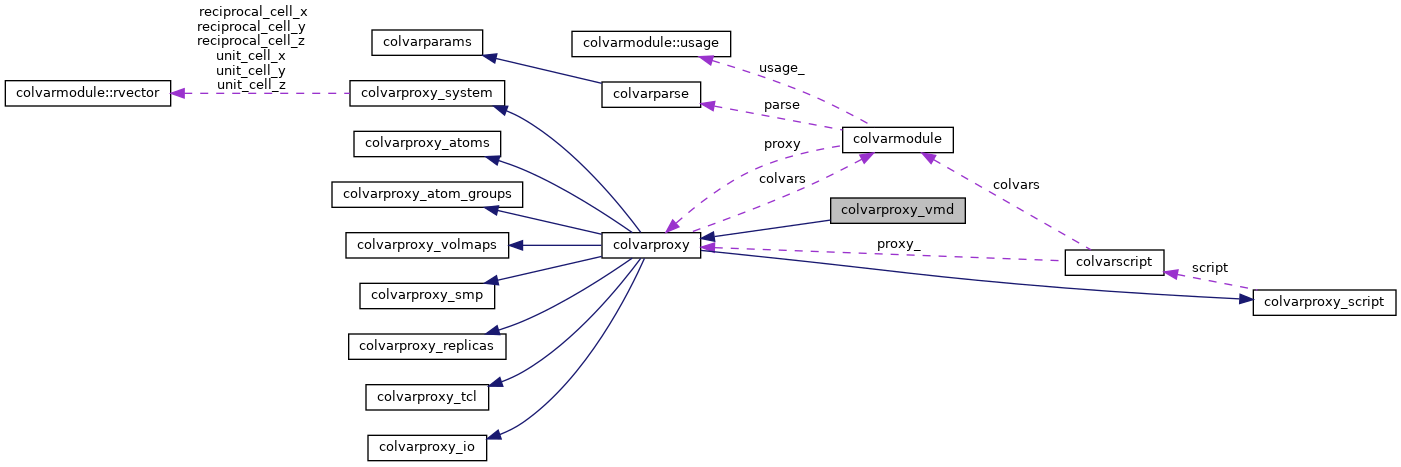 reciprocal_cell_x
reciprocal_cell_y
reciprocal_cell_z
unit_cell_x
unit_cell_y
unit_cell_z
colvarmodule::rvector
colvarparams
colvarproxy_system
colvarproxy_atoms
colvarproxy_atom_groups
colvarproxy_volmaps
colvarproxy_smp
colvarproxy_replicas
colvarproxy_tcl
colvarproxy_io
colvarmodule::usage
colvarparse
colvarproxy
usage_
parse
proxy
colvars
colvarmodule
colvarproxy_vmd
proxy_
colvars
colvarscript
script
colvarproxy_script